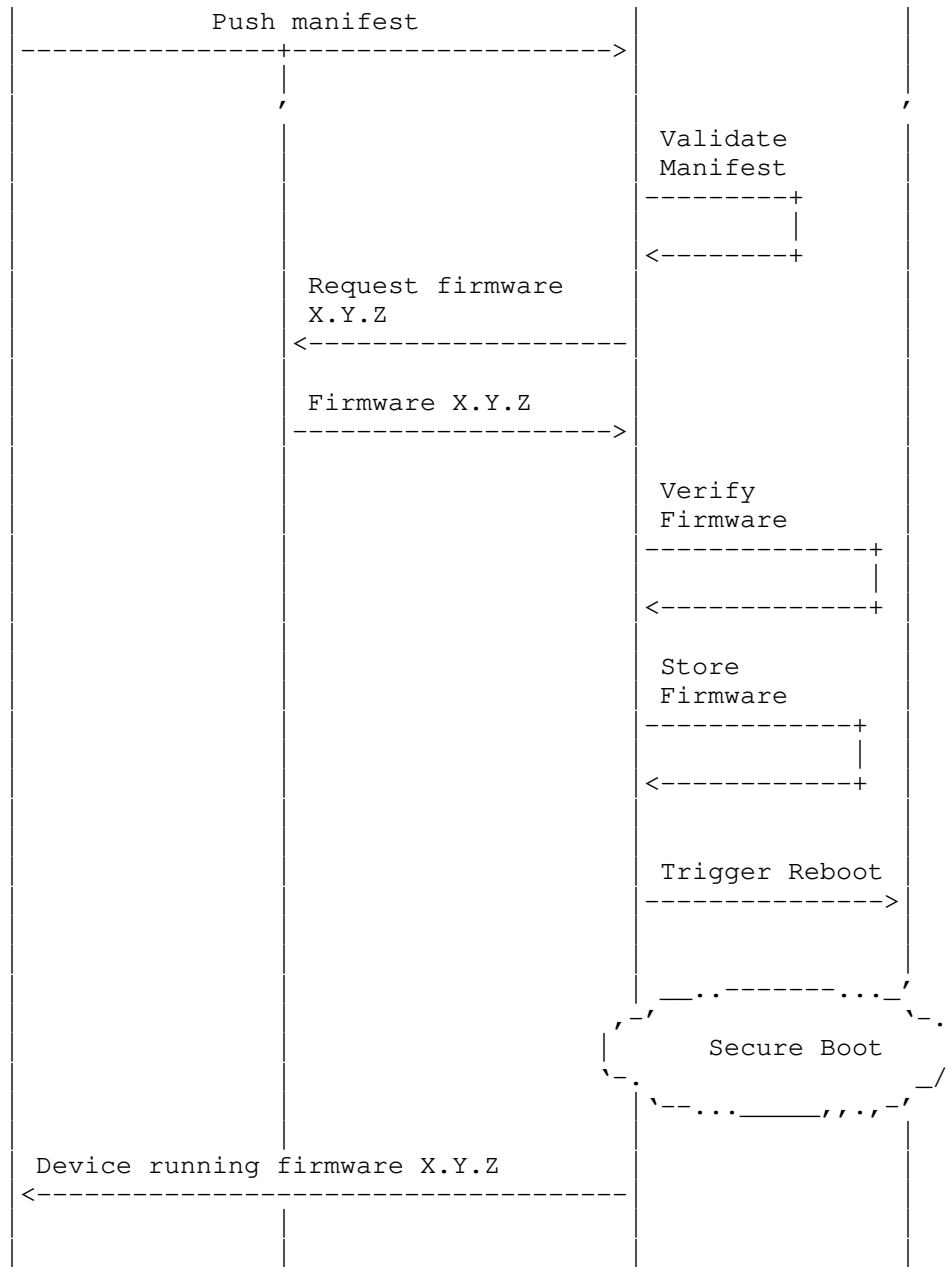 Push manifest
Validate
Manifest
Request firmware
X.Y.Z
Firmware X.Y.Z
Verify
Firmware
Store
Firmware
Trigger Reboot
Secure Boot
Device running firmware X.Y.Z